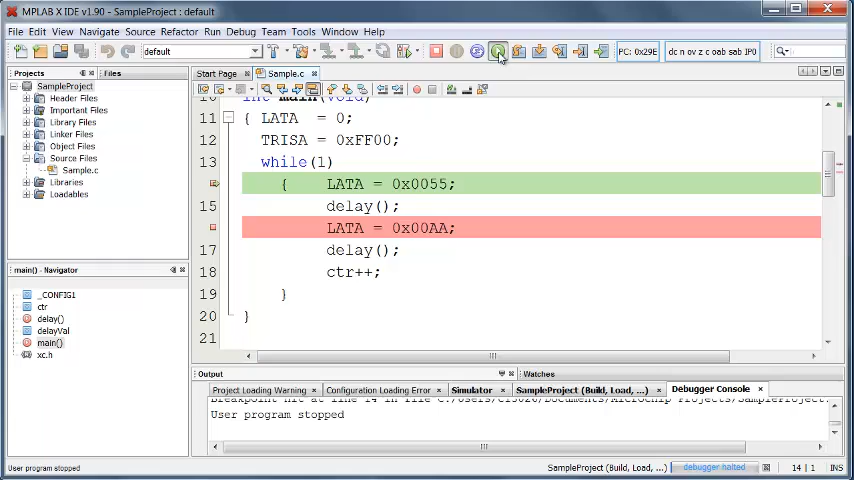 MPLAB X IDE v1.90 - SampleProject : default
File Edit View Navigate Source Refactor Run Debug Team Tools Window Help
default
PC: 0x29E
dc n ov z c oab sab IP0
Projects
Files
Start Page
Sample.c
SampleProject
Header Files
Important Files
Library Files
Linker Files
Object Files
Source Files
Sample.c
Libraries
Loadables
main() - Navigator
_CONFIG1
ctr
delay()
delayVal
main()
xc.h
10 int main(void)
11 { LATA = 0;
12 TRISA = 0xFF00;
13 while(1)
{ LATA = 0x0055;
15 delay();
LATA = 0x00AA;
17 delay();
18 ctr++;
19 }
20 }
21
Output
Watches
Project Loading Warning
Configuration Loading Error
Simulator
SampleProject (Build, Load, ...)
Debugger Console
User program stopped
User program stopped
SampleProject (Build, Load, ...)
debugger halted
14 | 1
INS